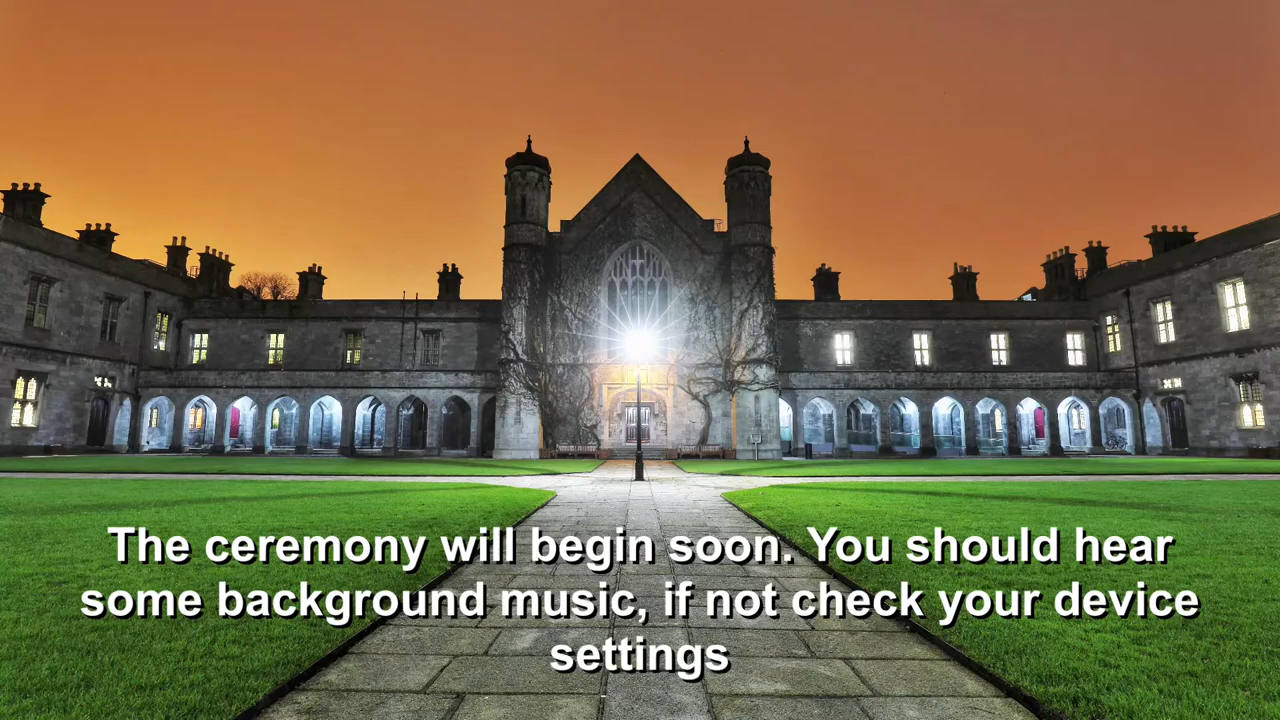 The ceremony will begin soon. You should hear
some background music, if not check your device
settings